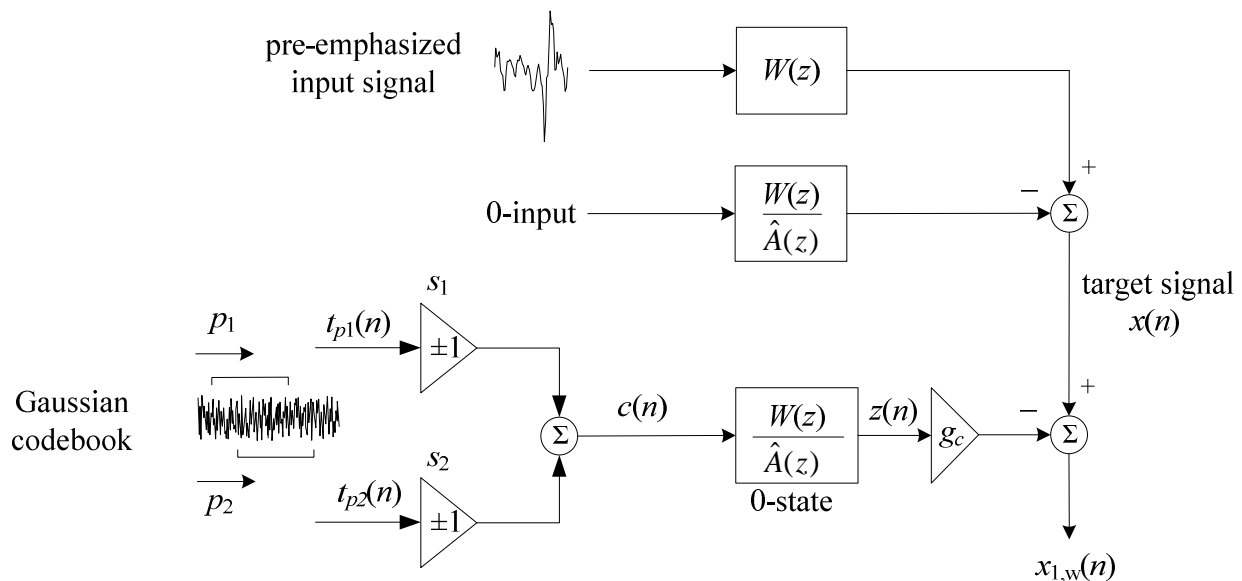 pre-emphasized
input signal
W(z)
+
0-input
W(z)
Â(z)
−
Σ
target signal
x(n)
s₁
p₁
tₚ₁(n)
±1
Gaussian
codebook
Σ
c(n)
W(z)
Â(z)
0-state
z(n)
g꜀
−
+
Σ
s₂
p₂
tₚ₂(n)
±1
x₁,w(n)